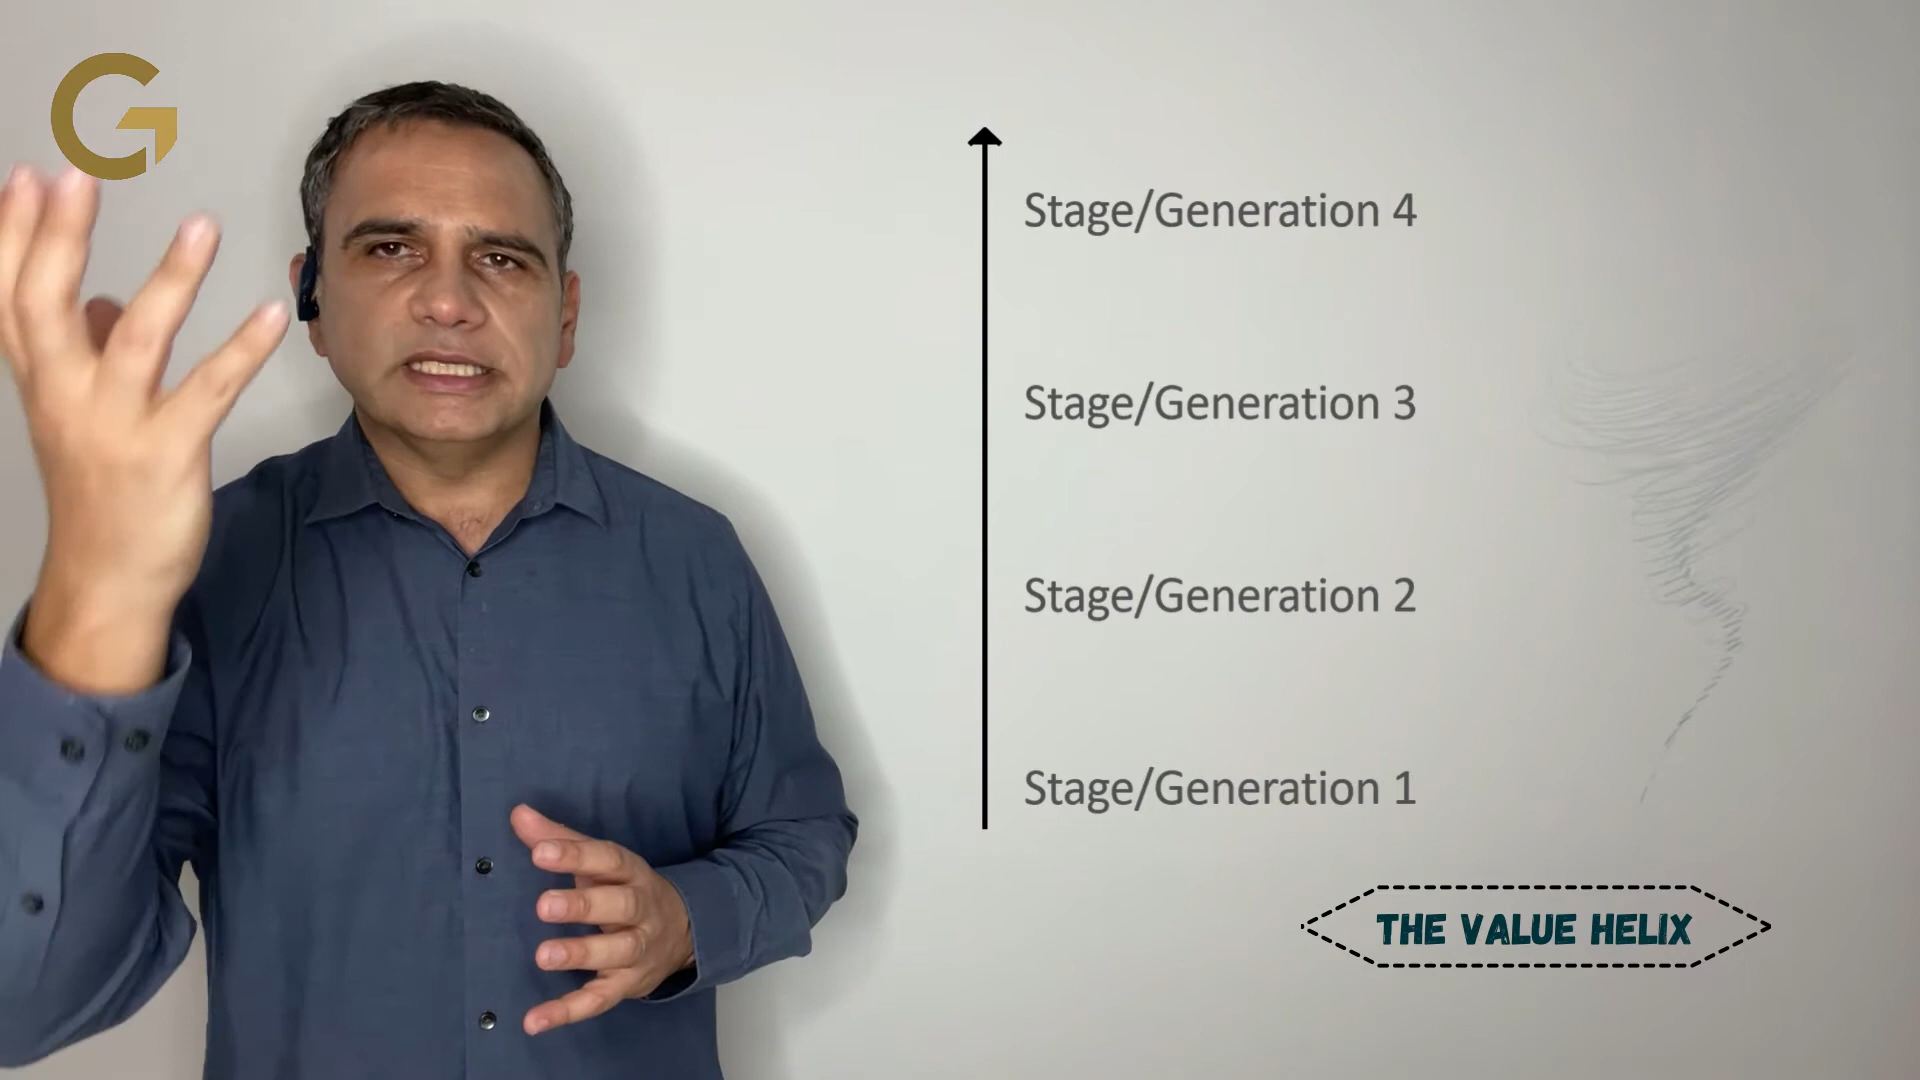 G
Stage/Generation 4
Stage/Generation 3
Stage/Generation 2
Stage/Generation 1
THE VALUE HELIX